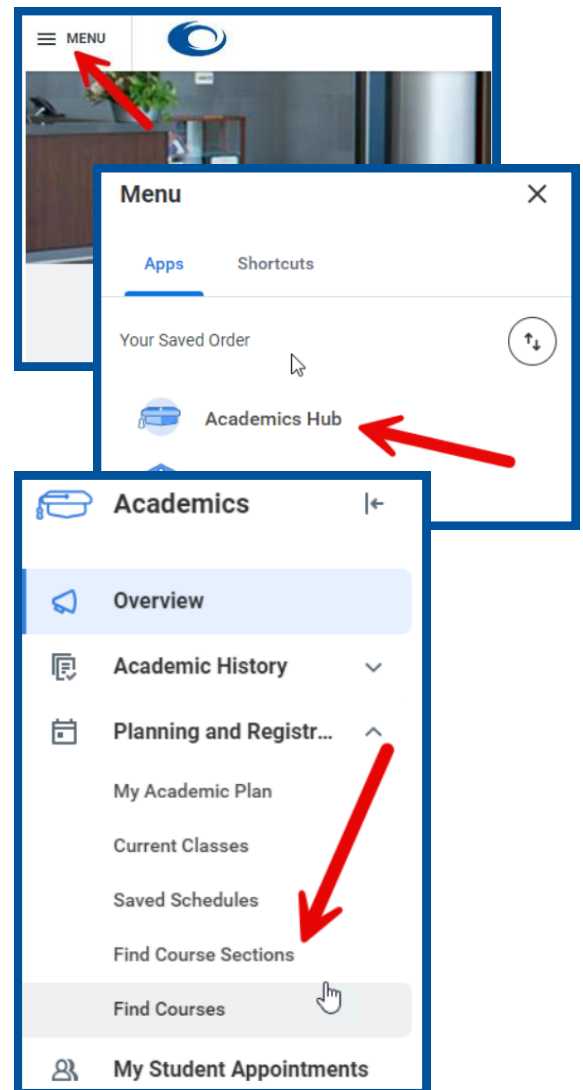 MENU
Menu
Apps Shortcuts
Your Saved Order
Academics Hub
Academics
Overview
Academic History
Planning and Registr...
My Academic Plan
Current Classes
Saved Schedules
Find Course Sections
Find Courses
My Student Appointments